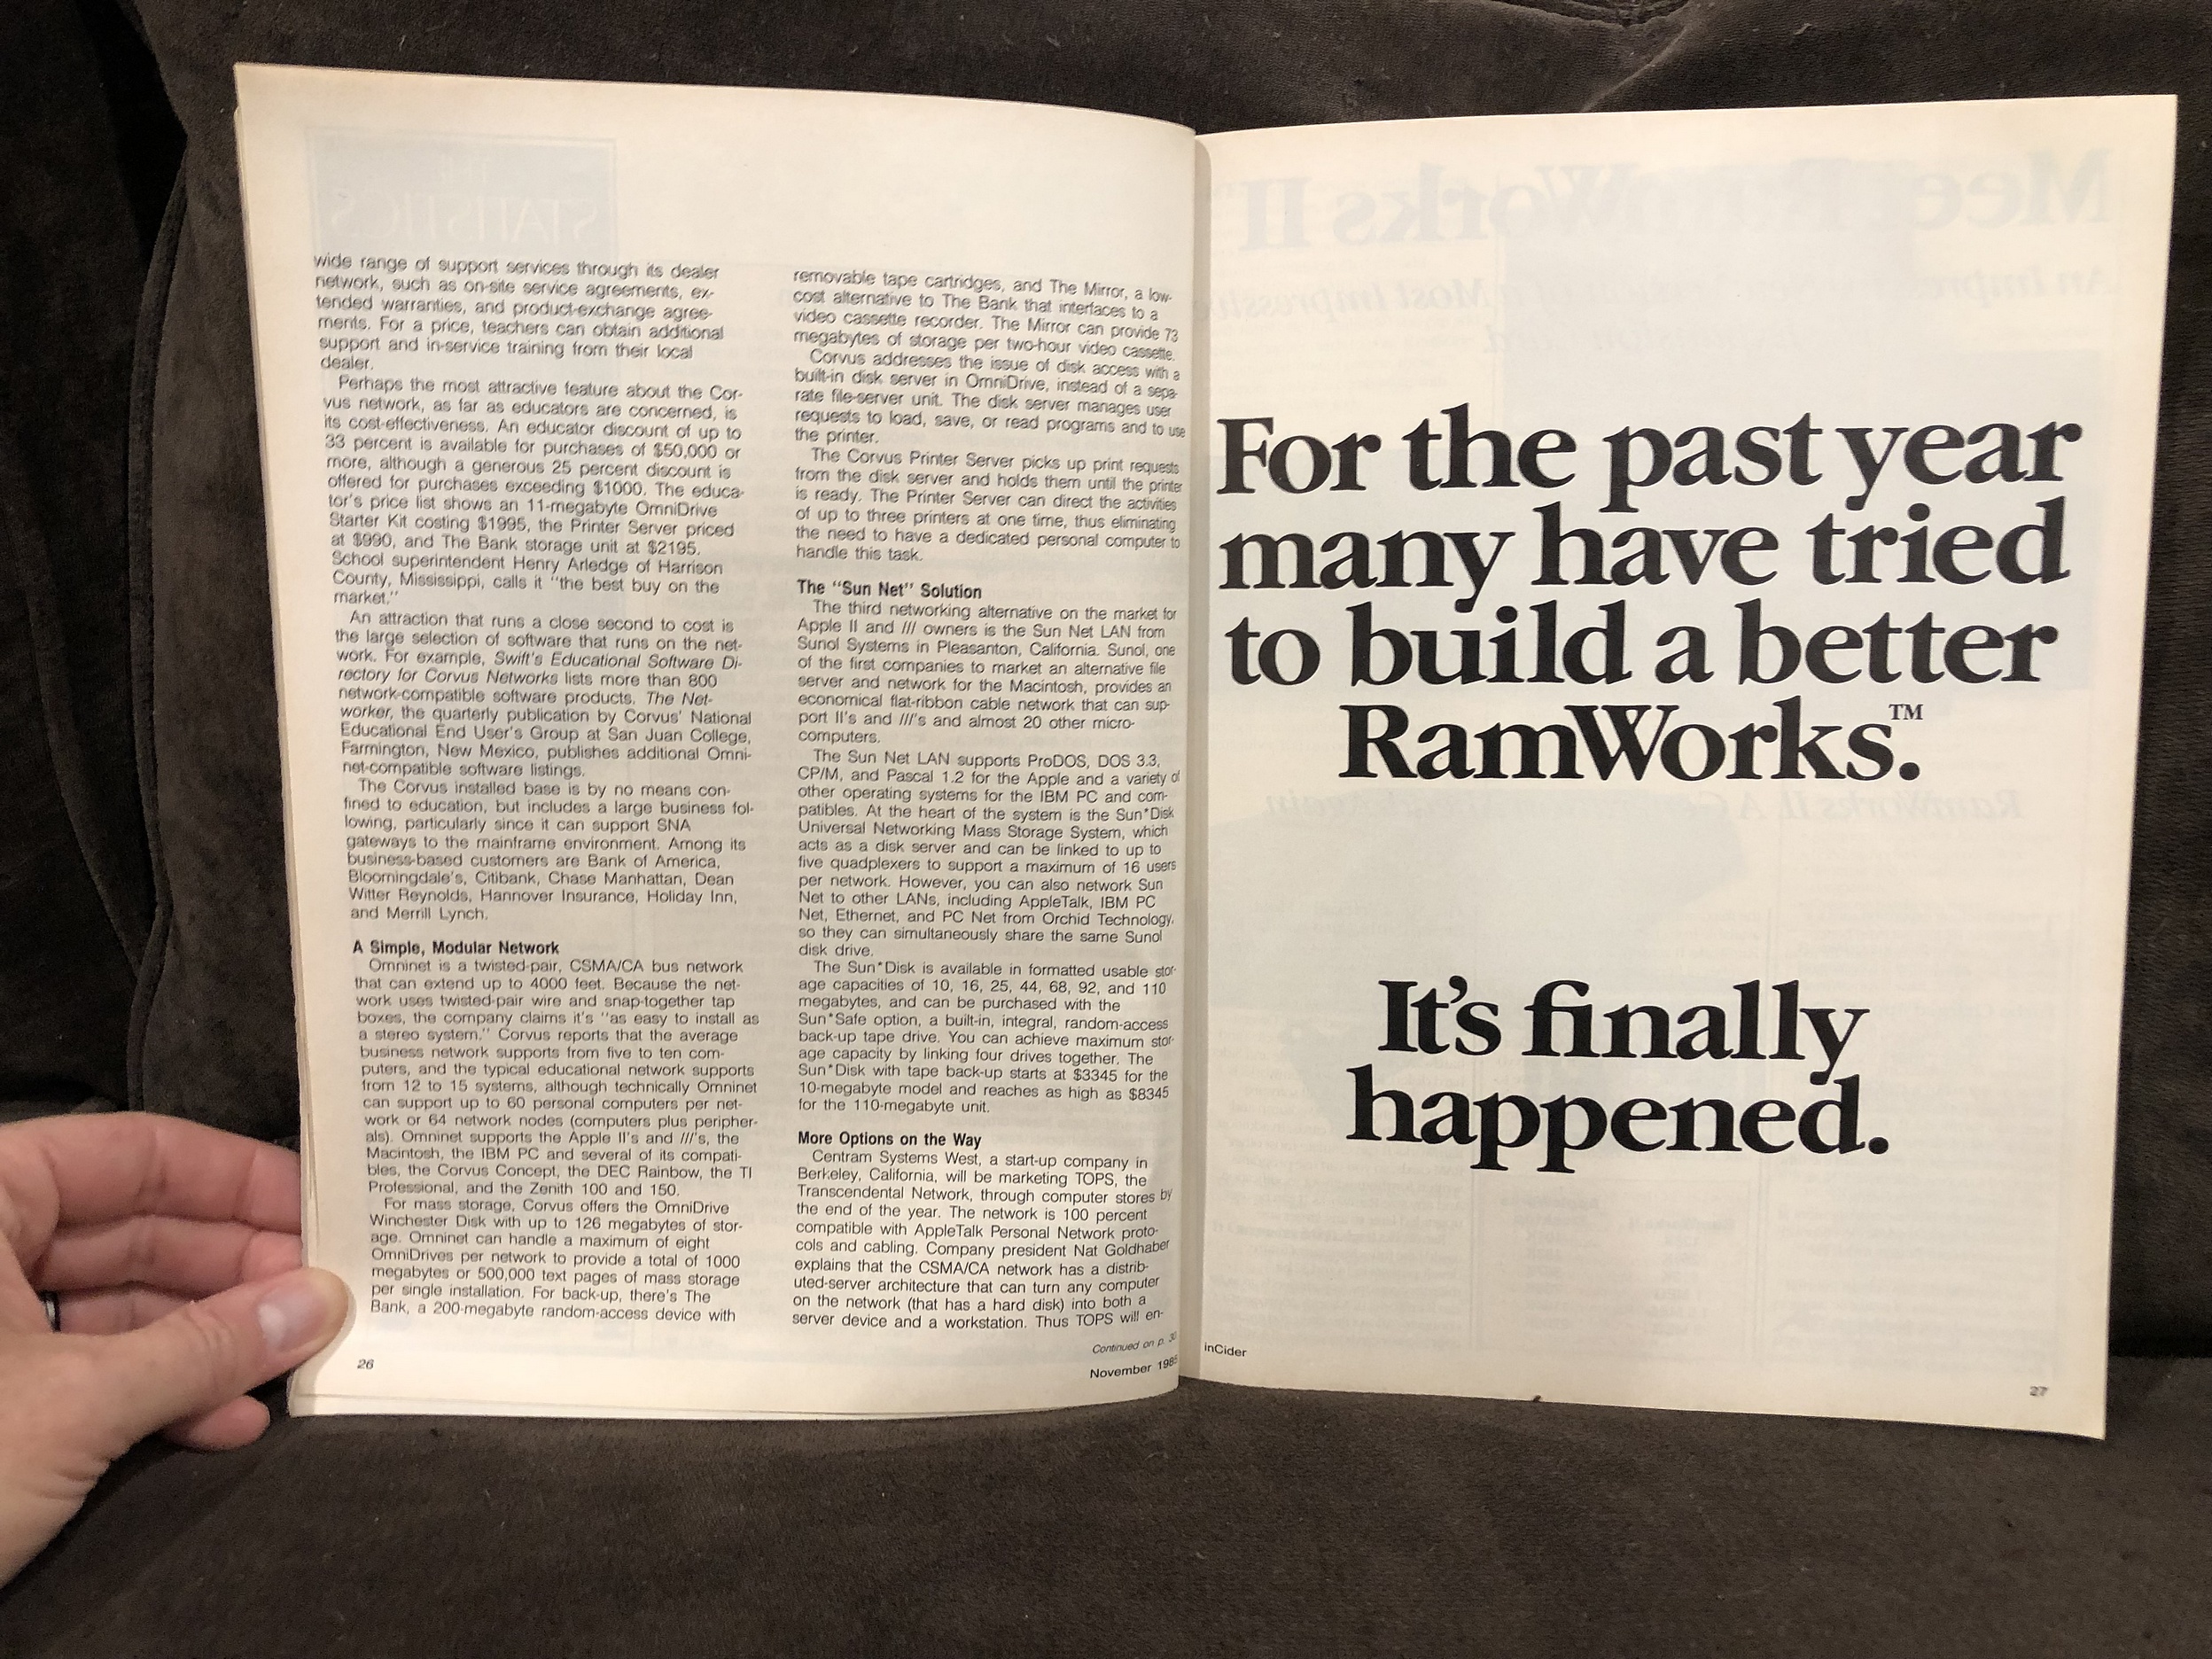 wide range of support services through its dealer
network, such as on-site service agreements, ex-
tended warranties, and product-exchange agree-
ments. For a price, teachers can obtain additional
support and in-service training from their local
dealer.
Perhaps the most attractive feature about the Cor-
vus network, as far as educators are concerned, is
its cost-effectiveness. An educator discount of up to
33 percent is available for purchases of $50,000 or
more, although a generous 25 percent discount is
offered for purchases exceeding $1000. The educa-
tor's price list shows an 11-megabyte OmniDrive
Starter Kit costing $1995, the Printer Server priced
at $990, and The Bank storage unit at $2195.
School superintendent Henry Arledge of Harrison
County, Mississippi, calls it "the best buy on the
market."
An attraction that runs a close second to cost is
the large selection of software that runs on the net-
work. For example, Swift's Educational Software Di-
rectory for Corvus Networks lists more than 800
network-compatible software products. The Net-
worker, the quarterly publication by Corvus' National
Educational End User's Group at San Juan College,
Farmington, New Mexico, publishes additional Omni-
net-compatible software listings.
The Corvus installed base is by no means con-
fined to education, but includes a large business fol-
lowing, particularly since it can support SNA
gateways to the mainframe environment. Among its
business-based customers are Bank of America,
Bloomingdale's, Citibank, Chase Manhattan, Dean
Witter Reynolds, Hannover Insurance, Holiday Inn,
and Merrill Lynch.
A Simple, Modular Network
Omninet is a twisted-pair, CSMA/CA bus network
that can extend up to 4000 feet. Because the net-
work uses twisted-pair wire and snap-together tap
boxes, the company claims it's "as easy to install as
a stereo system." Corvus reports that the average
business network supports from five to ten com-
puters, and the typical educational network supports
from 12 to 15 systems, although technically Omninet
can support up to 60 personal computers per net-
work or 64 network nodes (computers plus peripher-
als). Omninet supports the Apple II's and ///'s, the
Macintosh, the IBM PC and several of its compati-
bles, the Corvus Concept, the DEC Rainbow, the TI
Professional, and the Zenith 100 and 150.
For mass storage, Corvus offers the OmniDrive
Winchester Disk with up to 126 megabytes of stor-
age. Omninet can handle a maximum of eight
OmniDrives per network to provide a total of 1000
megabytes or 500,000 text pages of mass storage
per single installation. For back-up, there's The
Bank, a 200-megabyte random-access device with
removable tape cartridges, and The Mirror, a low-
cost alternative to The Bank that interfaces to a
video cassette recorder. The Mirror can provide 73
megabytes of storage per two-hour video cassette.
Corvus addresses the issue of disk access with a
built-in disk server in OmniDrive, instead of a sepa-
rate file-server unit. The disk server manages user
requests to load, save, or read programs and to use
the printer.
The Corvus Printer Server picks up print requests
from the disk server and holds them until the printer
is ready. The Printer Server can direct the activities
of up to three printers at one time, thus eliminating
the need to have a dedicated personal computer to
handle this task.
The "Sun Net" Solution
The third networking alternative on the market for
Apple II and /// owners is the Sun Net LAN from
Sunol Systems in Pleasanton, California. Sunol, one
of the first companies to market an alternative file
server and network for the Macintosh, provides an
economical flat-ribbon cable network that can sup-
port II's and ///'s and almost 20 other micro-
computers.
The Sun Net LAN supports ProDOS, DOS 3.3,
CP/M, and Pascal 1.2 for the Apple and a variety of
other operating systems for the IBM PC and com-
patibles. At the heart of the system is the Sun*Disk
Universal Networking Mass Storage System, which
acts as a disk server and can be linked to up to
five quadplexers to support a maximum of 16 users
per network. However, you can also network Sun
Net to other LANs, including AppleTalk, IBM PC
Net, Ethernet, and PC Net from Orchid Technology,
so they can simultaneously share the same Sunol
disk drive.
The Sun*Disk is available in formatted usable stor-
age capacities of 10, 16, 25, 44, 68, 92, and 110
megabytes, and can be purchased with the
Sun*Safe option, a built-in, integral, random-access
back-up tape drive. You can achieve maximum stor-
age capacity by linking four drives together. The
Sun*Disk with tape back-up starts at $3345 for the
10-megabyte model and reaches as high as $8345
for the 110-megabyte unit.
More Options on the Way
Centram Systems West, a start-up company in
Berkeley, California, will be marketing TOPS, the
Transcendental Network, through computer stores by
the end of the year. The network is 100 percent
compatible with AppleTalk Personal Network proto-
cols and cabling. Company president Nat Goldhaber
explains that the CSMA/CA network has a distrib-
uted-server architecture that can turn any computer
on the network (that has a hard disk) into both a
server device and a workstation. Thus TOPS will en-
Continued on p.
26
November 1985
For the past year
many have tried
to build a better
RamWorks.™
It's finally
happened.
inCider
27